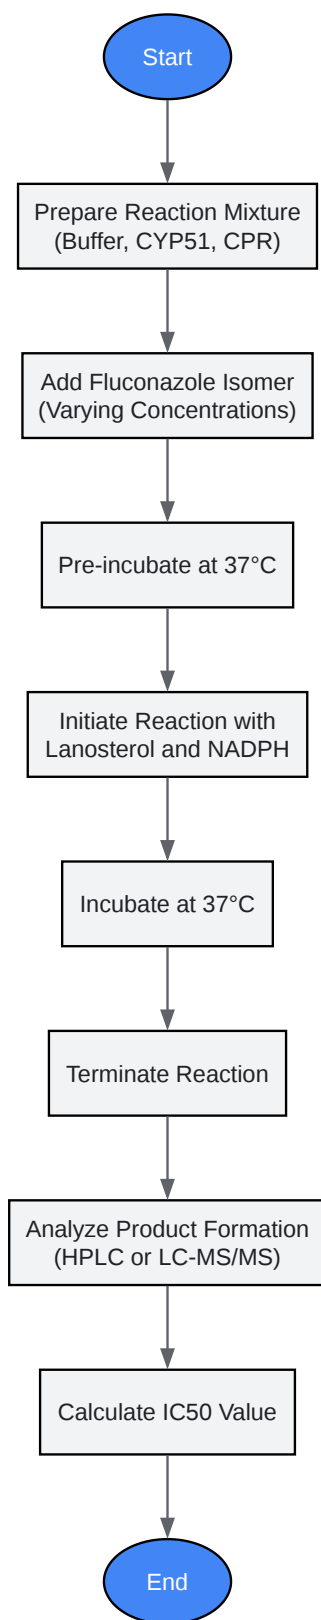 Start
Prepare Reaction Mixture
(Buffer, CYP51, CPR)
Add Fluconazole Isomer
(Varying Concentrations)
Pre-incubate at 37°C
Initiate Reaction with
Lanosterol and NADPH
Incubate at 37°C
Terminate Reaction
Analyze Product Formation
(HPLC or LC-MS/MS)
Calculate IC50 Value
End